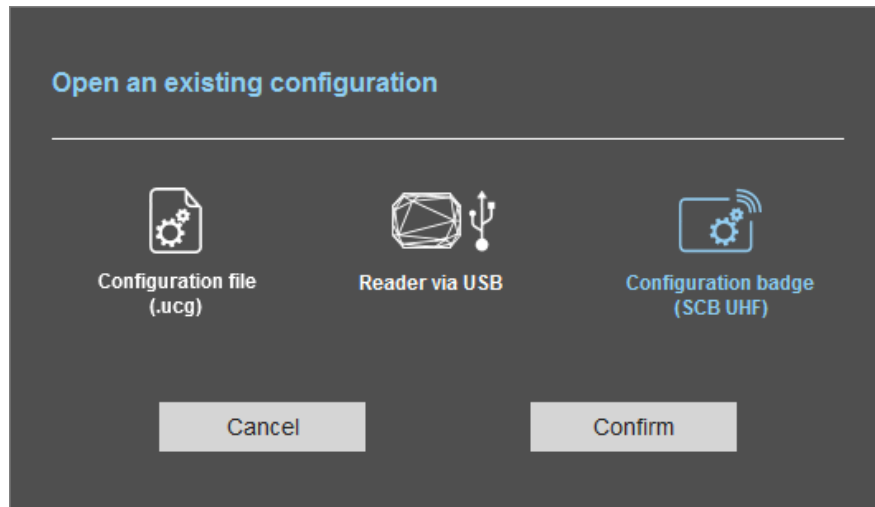 Open an existing configuration
Configuration file
(.ucg)
Reader via USB
Configuration badge
(SCB UHF)
Cancel
Confirm